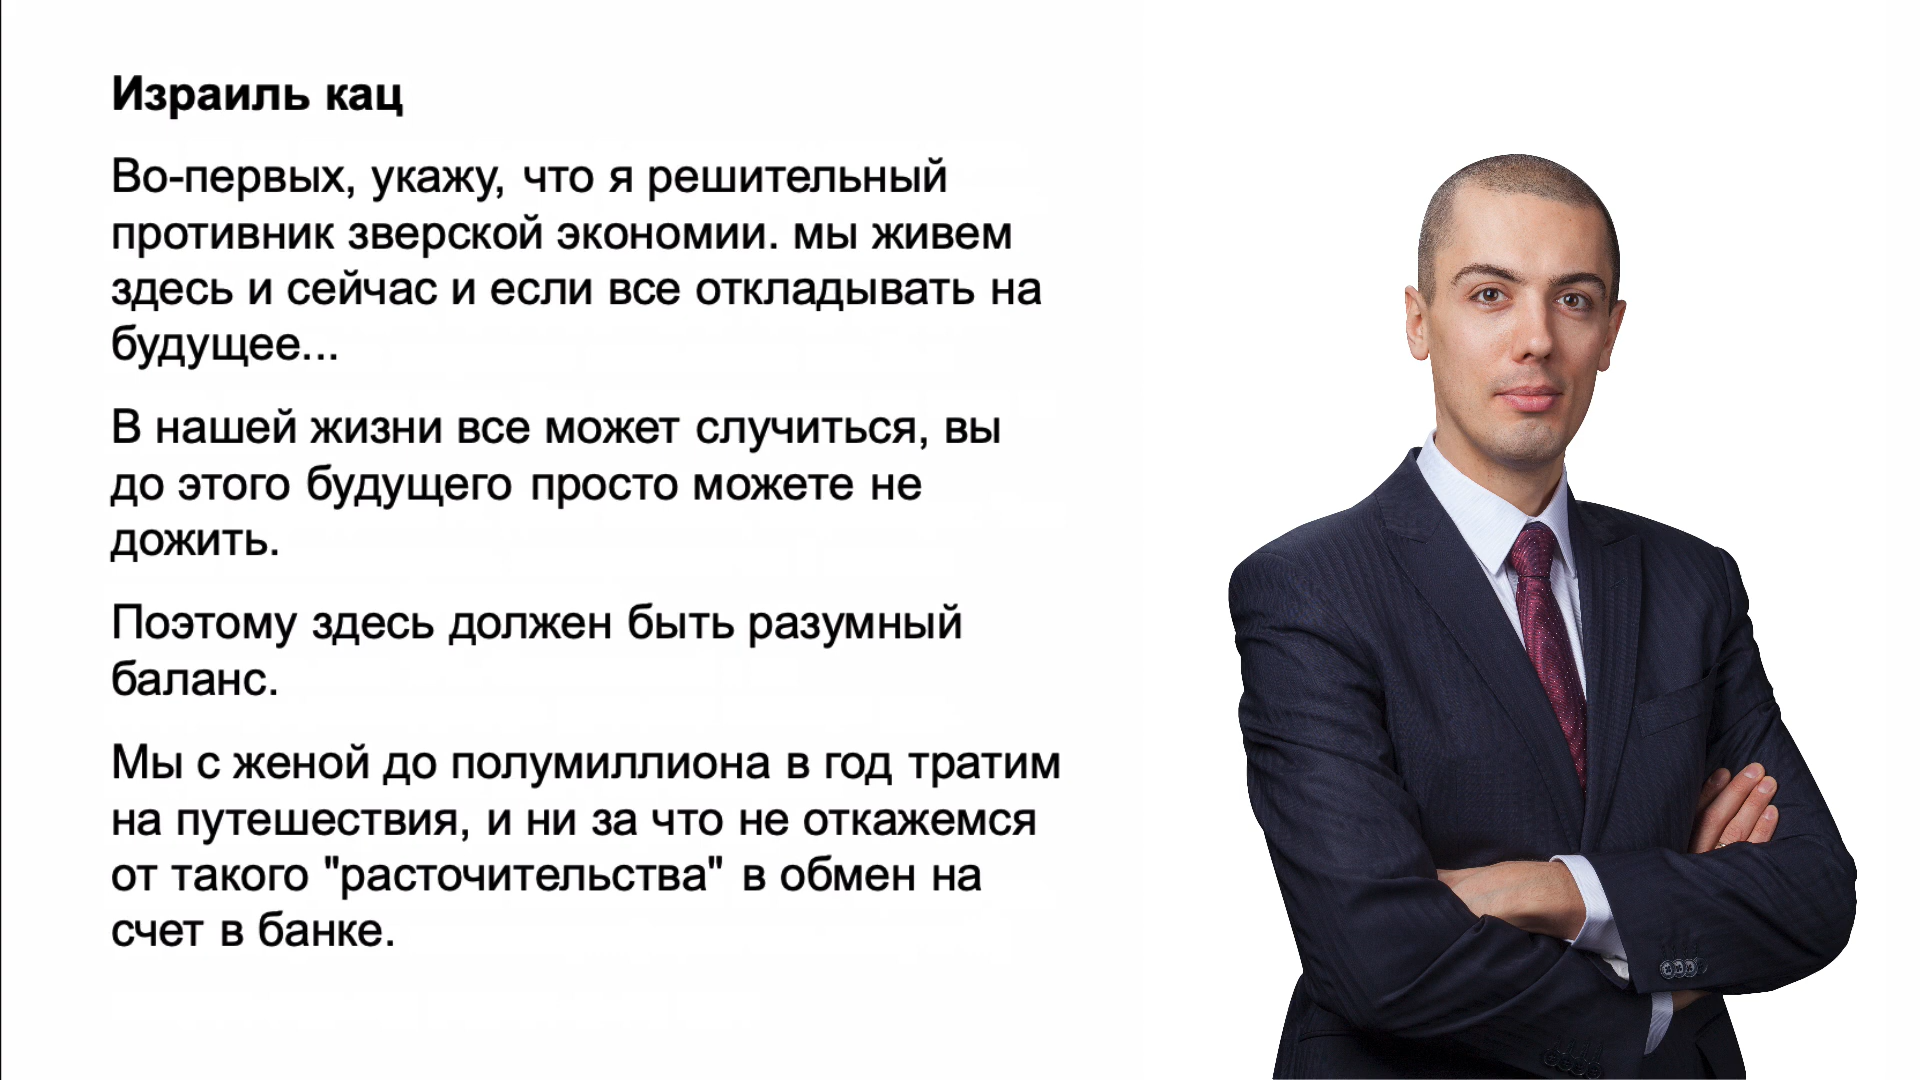 Израиль кац
Во-первых, укажу, что я решительный
противник зверской экономии. мы живем
здесь и сейчас и если все откладывать на
будущее...
В нашей жизни все может случиться, вы
до этого будущего просто можете не
дожить.
Поэтому здесь должен быть разумный
баланс.
Мы с женой до полумиллиона в год тратим
на путешествия, и ни за что не откажемся
от такого "расточительства" в обмен на
счет в банке.